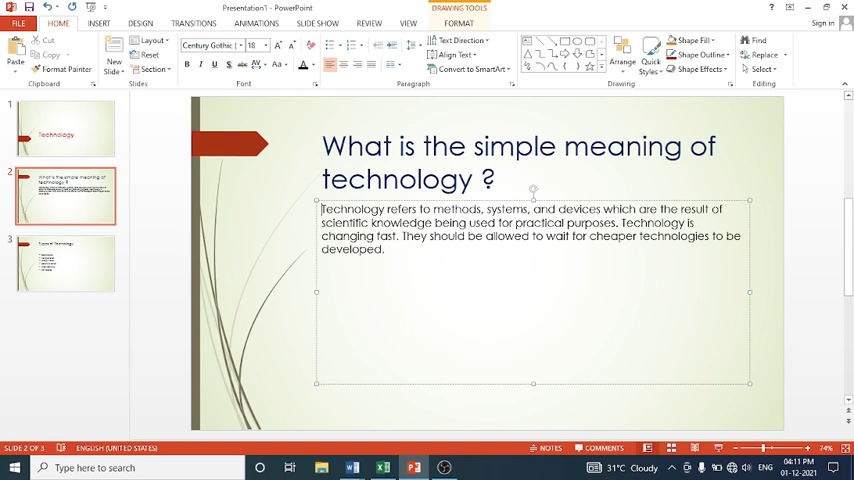 Presentation1 - PowerPoint
DRAWING TOOLS
FILE HOME INSERT DESIGN TRANSITIONS ANIMATIONS SLIDE SHOW REVIEW VIEW FORMAT
Sign in
Paste
Cut
Copy
Format Painter
Clipboard
New
Slide
Layout
Reset
Section
Slides
Century Gothic
18
B I U S abc AV Aa A
Font
Paragraph
Text Direction
Align Text
Convert to SmartArt
Drawing
Arrange
Quick
Styles
Shape Fill
Shape Outline
Shape Effects
Find
Replace
Select
Editing
1
Technology
2
What is the simple meaning of
technology ?
3
Types of Technology
What is the simple meaning of
technology ?
Technology refers to methods, systems, and devices which are the result of
scientific knowledge being used for practical purposes. Technology is
changing fast. They should be allowed to wait for cheaper technologies to be
developed.
SLIDE 2 OF 3
ENGLISH (UNITED STATES)
NOTES
COMMENTS
74%
Type here to search
31°C Cloudy
ENG
04:11 PM
01-12-2021